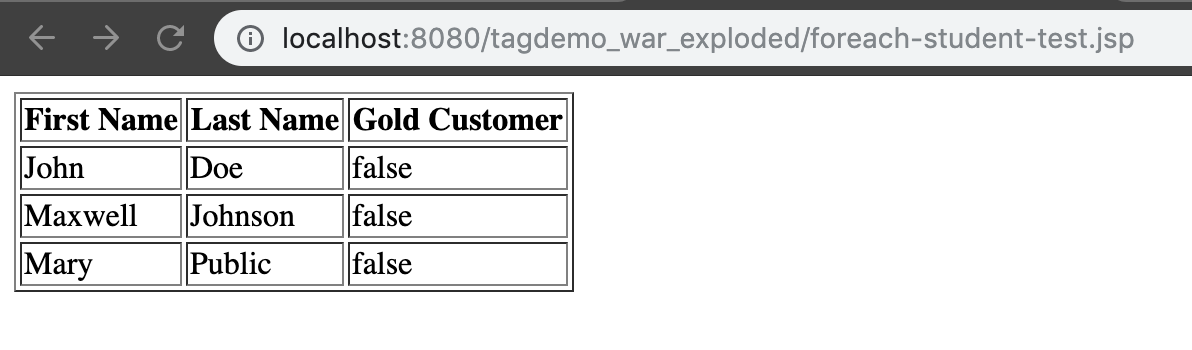 localhost:8080/tagdemo_war_exploded/foreach-student-test.jsp
First Name Last Name Gold Customer
John Doe false
Maxwell Johnson false
Mary Public false